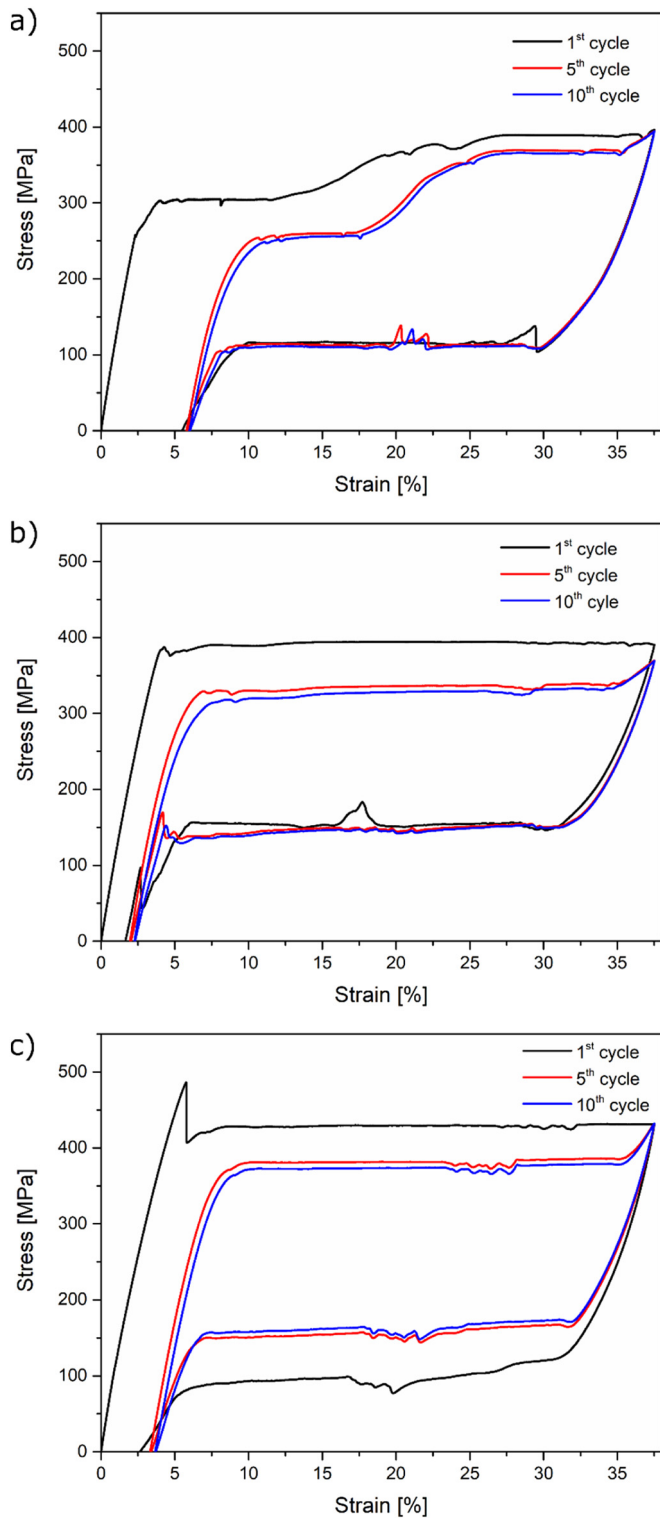 a)
500
400
300
200
100
0
Stress [MPa]
1st cycle
5th cycle
10th cycle
0 5 10 15 20 25 30 35
Strain [%]
b)
500
400
300
200
100
0
Stress [MPa]
1st cycle
5th cycle
10th cyle
0 5 10 15 20 25 30 35
Strain [%]
c)
500
400
300
200
100
0
Stress [MPa]
1st cycle
5th cycle
10th cycle
0 5 10 15 20 25 30 35
Strain [%]